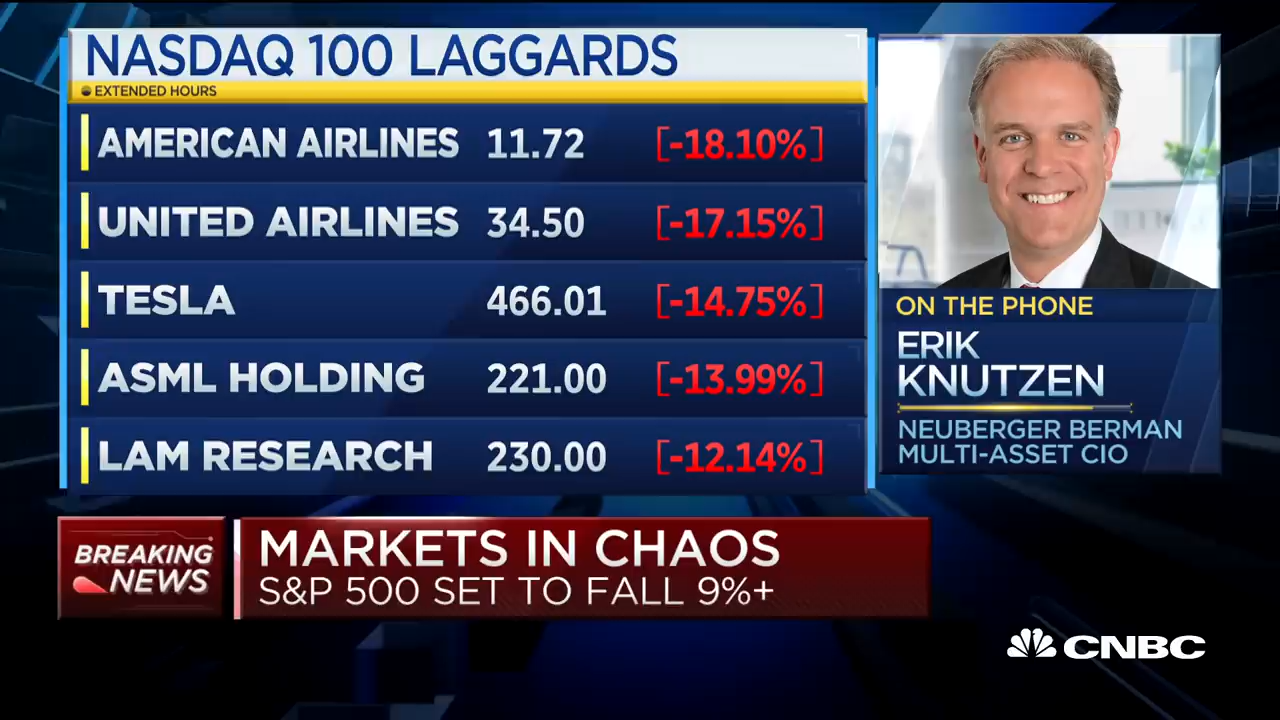 NASDAQ 100 LAGGARDS
EXTENDED HOURS
AMERICAN AIRLINES 11.72 [-18.10%]
UNITED AIRLINES 34.50 [-17.15%]
TESLA 466.01 [-14.75%]
ASML HOLDING 221.00 [-13.99%]
LAM RESEARCH 230.00 [-12.14%]
ON THE PHONE
ERIK
KNUTZEN
NEUBERGER BERMAN
MULTI-ASSET CIO
BREAKING
NEWS
MARKETS IN CHAOS
S&P 500 SET TO FALL 9%+
CNBC